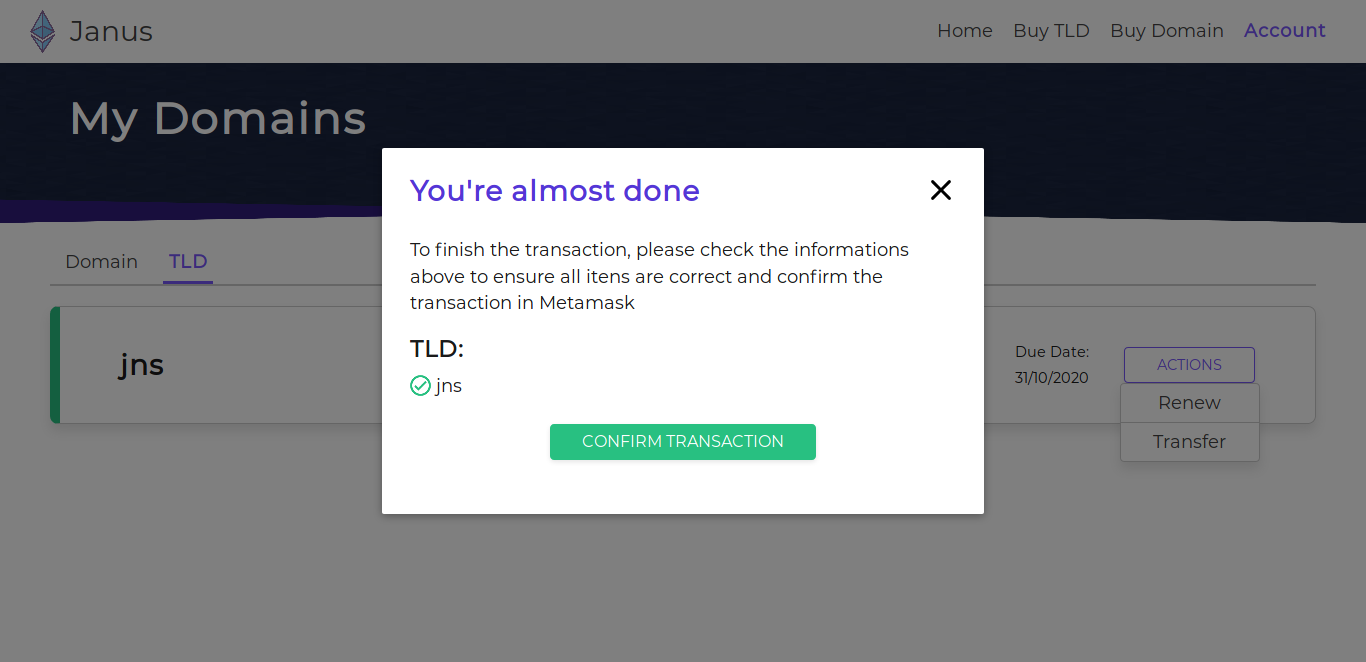 Janus
Home Buy TLD Buy Domain Account
My Domains
You're almost done
To finish the transaction, please check the informations
above to ensure all itens are correct and confirm the
transaction in Metamask
TLD:
jns
CONFIRM TRANSACTION
Domain TLD
jns
Due Date:
31/10/2020
ACTIONS
Renew
Transfer